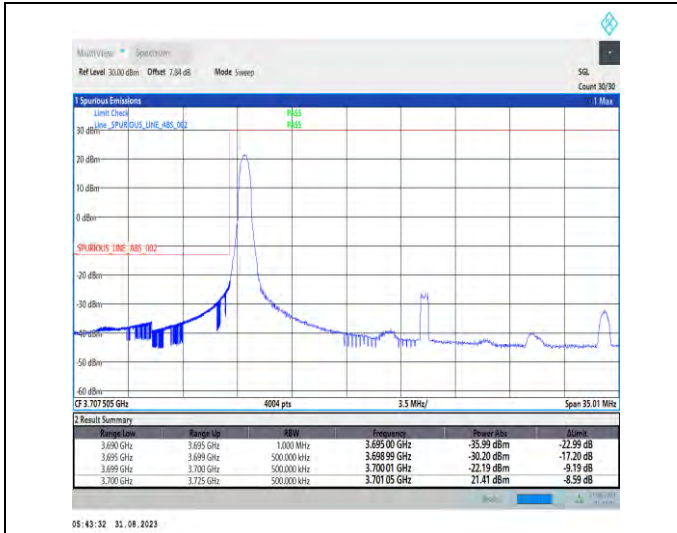 MultiView Spectrum
Ref Level 30.00 dBm Offset 7.84 dB Mode Sweep SGL
Count 30/30
1 Spurious Emissions 1 Max
Limit Check PASS
Line _SPURIOUS_LINE_ABS_002 PASS
30 dBm
20 dBm
10 dBm
0 dBm
_SPURIOUS_LINE_ABS_002
-20 dBm
-30 dBm
-40 dBm
-50 dBm
-60 dBm
CF 3.707 505 GHz 4004 pts 3.5 MHz/ Span 35.01 MHz
2 Result Summary
Range Low Range Up RBW Frequency Power Abs ΔLimit
3.690 GHz 3.695 GHz 1.000 MHz 3.695 00 GHz -35.99 dBm -22.99 dB
3.695 GHz 3.699 GHz 500.000 kHz 3.698 99 GHz -30.20 dBm -17.20 dB
3.699 GHz 3.700 GHz 500.000 kHz 3.700 01 GHz -22.19 dBm -9.19 dB
3.700 GHz 3.725 GHz 500.000 kHz 3.701 05 GHz 21.41 dBm -8.59 dB
05:43:32 31.08.2023